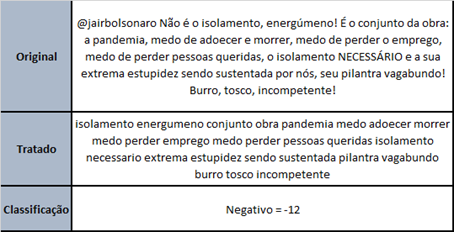 Original
@jairbolsonaro Não é o isolamento, energúmeno! É o conjunto da obra:
a pandemia, medo de adoecer e morrer, medo de perder o emprego,
medo de perder pessoas queridas, o isolamento NECESSÁRIO e a sua
extrema estupidez sendo sustentada por nós, seu pilantra vagabundo!
Burro, tosco, incompetente!
Tratado
isolamento energumeno conjunto obra pandemia medo adoecer morrer
medo perder emprego medo perder pessoas queridas isolamento
necessario extrema estupidez sendo sustentada pilantra vagabundo
burro tosco incompetente
Classificação
Negativo = -12